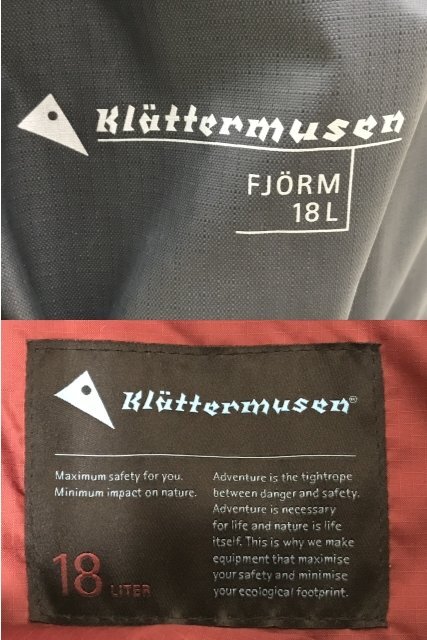 Klättermusen
FJÖRM
18 L
Klättermusen®
Maximum safety for you.
Minimum impact on nature.
Adventure is the tightrope
between danger and safety.
Adventure is necessary
for life and nature is life
itself. This is why we make
equipment that maximise
your safety and minimise
your ecological footprint.
18 LITER